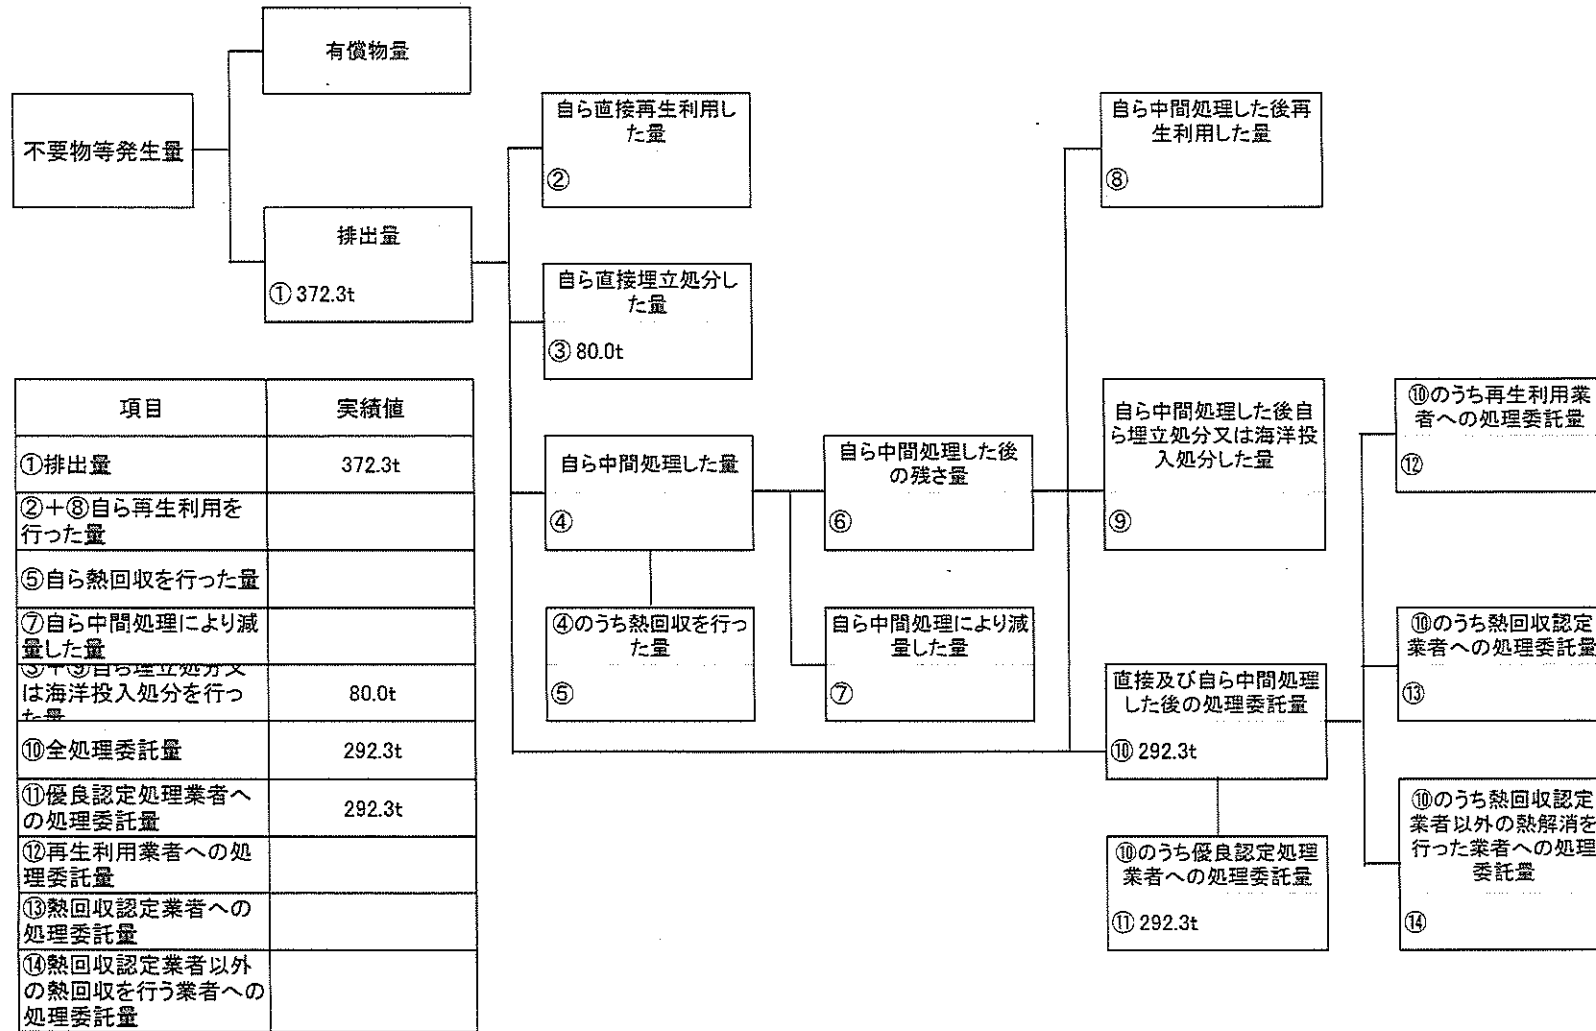 有償物量
不要物等発生量
排出量
①372.3t
自ら直接再生利用し
た量
②
自ら直接埋立処分し
た量
③80.0t
自ら中間処理した量
④
④のうち熱回収を行っ
た量
⑤
自ら中間処理した後
の残さ量
⑥
自ら中間処理により減
量した量
⑦
自ら中間処理した後再
生利用した量
⑧
自ら中間処理した後自
ら埋立処分又は海洋投
入処分した量
⑨
直接及び自ら中間処理
した後の処理委託量
⑩292.3t
⑩のうち優良認定処理
業者への処理委託量
⑪292.3t
⑩のうち再生利用業
者への処理委託量
⑫
⑩のうち熱回収認定
業者への処理委託量
⑬
⑩のうち熱回収認定
業者以外の熱解消を
行った業者への処理
委託量
⑭
項目 実績値
①排出量 372.3t
②＋⑧自ら再生利用を
行った量
⑤自ら熱回収を行った量
⑦自ら中間処理により減
量した量
③＋⑨自ら埋立処分又
は海洋投入処分を行っ 80.0t
た量
⑩全処理委託量 292.3t
⑪優良認定処理業者へ
の処理委託量 292.3t
⑫再生利用業者への処
理委託量
⑬熱回収認定業者への
処理委託量
⑭熱回収認定業者以外
の熱回収を行う業者への
処理委託量